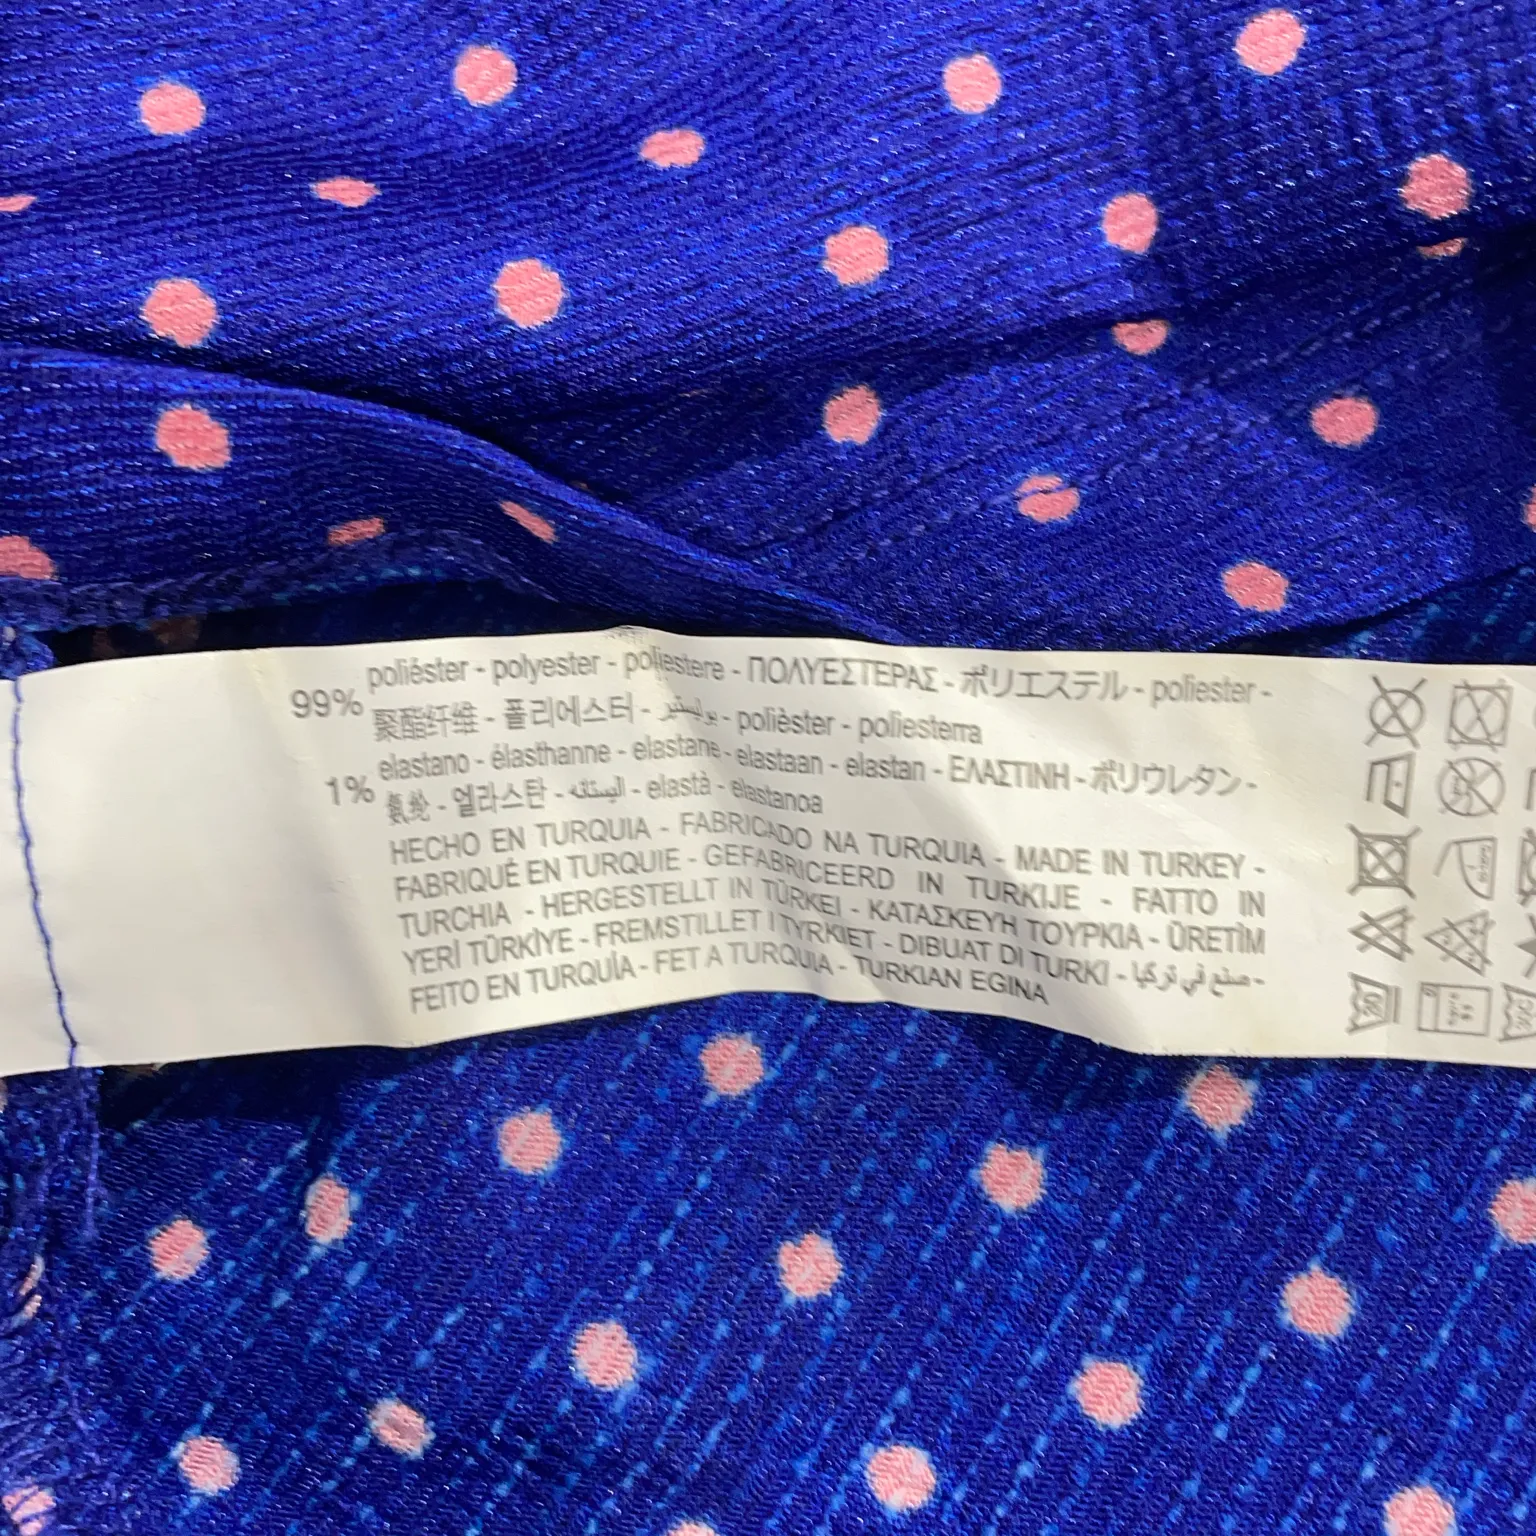 99% poliéster - polyester - poliestere - ΠΟΛΥΕΣΤΕΡΑΣ - ポリエステル - poliester -
聚酯纤维 - 폴리에스터 - بوليستر - polièster - poliesterra
1% elastano - élasthanne - elastane - elastaan - elastan - ΕΛΑΣΤΙΝΗ - ポリウレタン -
氨纶 - 엘라스탄 - اليستانه - elastà - elastanoa
HECHO EN TURQUIA - FABRICADO NA TURQUIA - MADE IN TURKEY -
FABRIQUÉ EN TURQUIE - GEFABRICEERD IN TURKIJE - FATTO IN
TURCHIA - HERGESTELLT IN TÜRKEI - ΚΑΤΑΣΚΕΥΗ ΤΟΥΡΚΙΑ - ÜRETİM
YERİ TÜRKİYE - FREMSTILLET I TYRKIET - DIBUAT DI TURKI - صنع في تركيا -
FEITO EN TURQUÍA - FET A TURQUIA - TURKIAN EGINA